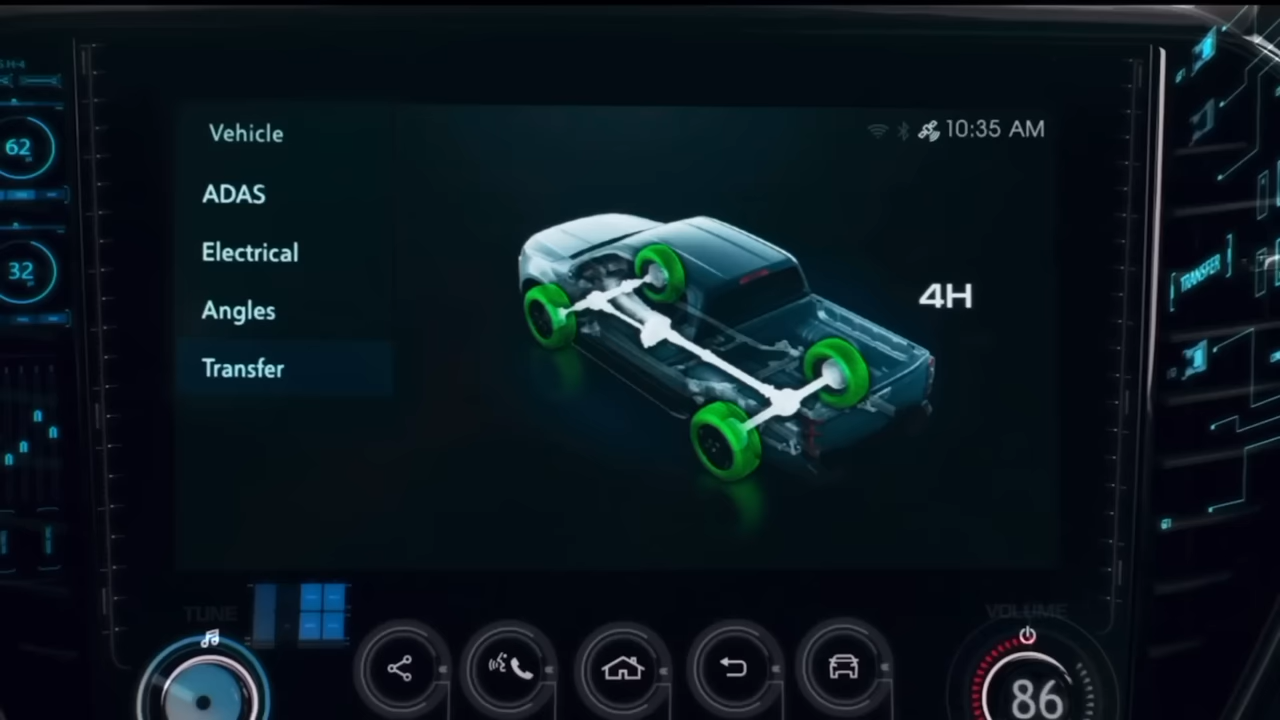 62
32
Vehicle
10:35 AM
ADAS
Electrical
Angles
Transfer
4H
TRANSFER
TUNE
VOLUME
86